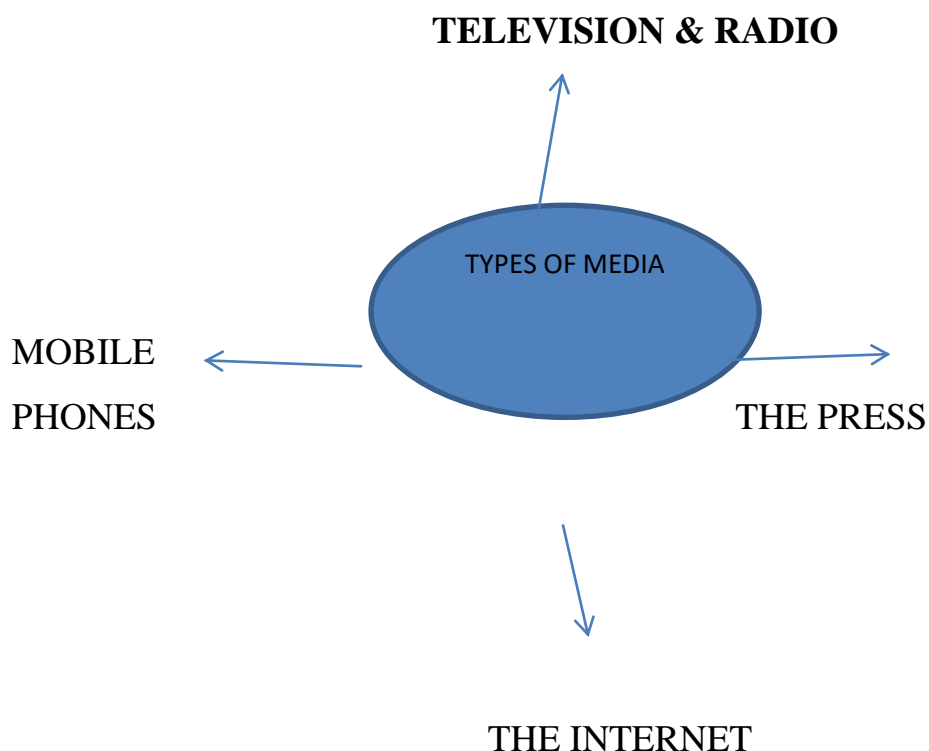 TELEVISION & RADIO
TYPES OF MEDIA
MOBILE
PHONES
THE PRESS
THE INTERNET